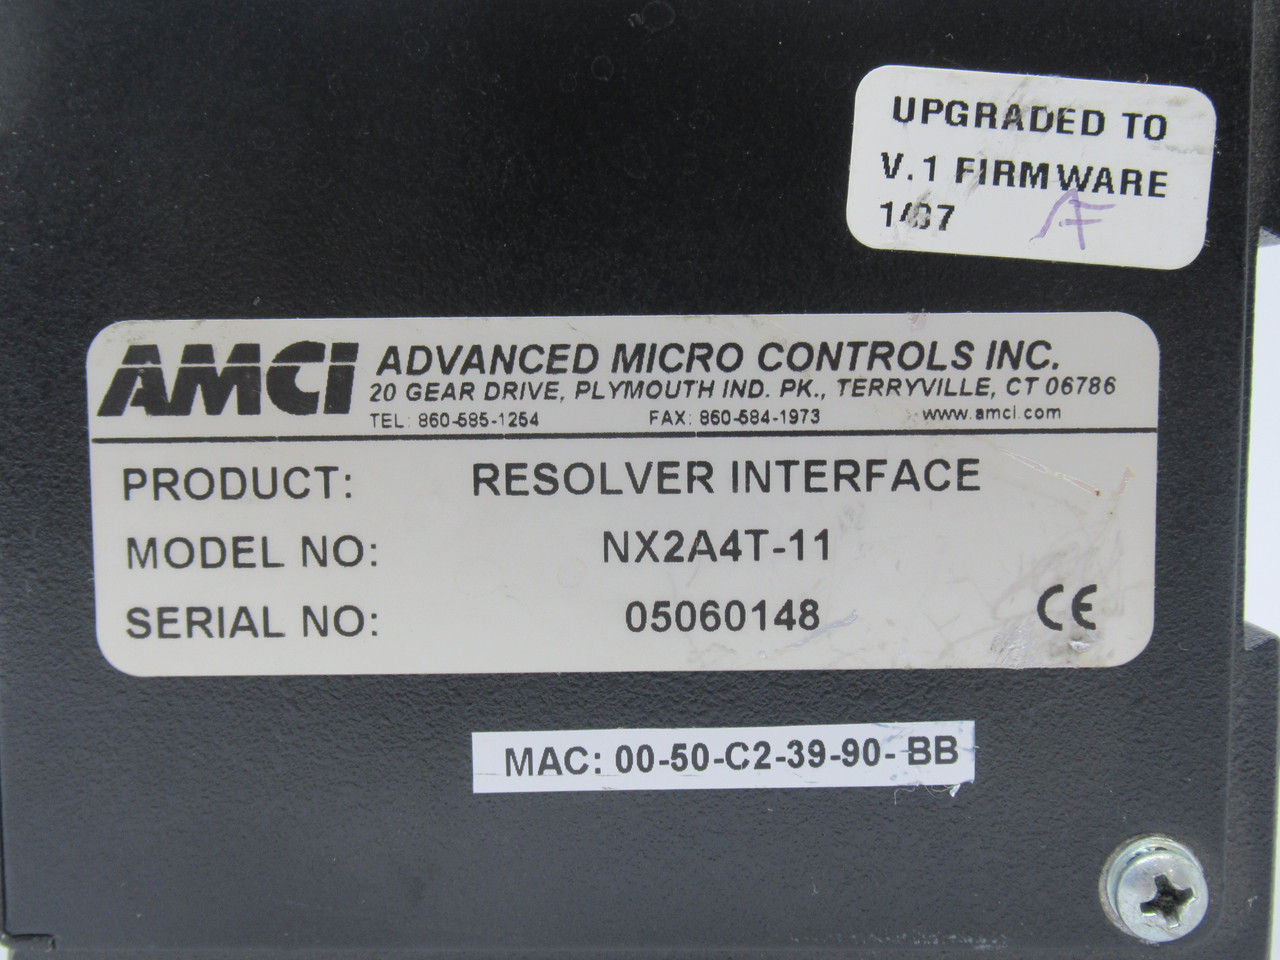 UPGRADED TO
V.1 FIRMWARE
1/07
AMCI
ADVANCED MICRO CONTROLS INC.
20 GEAR DRIVE, PLYMOUTH IND. PK., TERRYVILLE, CT 06786
TEL: 860-585-1254 FAX: 860-584-1973 www.amci.com
PRODUCT: RESOLVER INTERFACE
MODEL NO: NX2A4T-11
SERIAL NO: 05060148 CE
MAC: 00-50-C2-39-90- BB